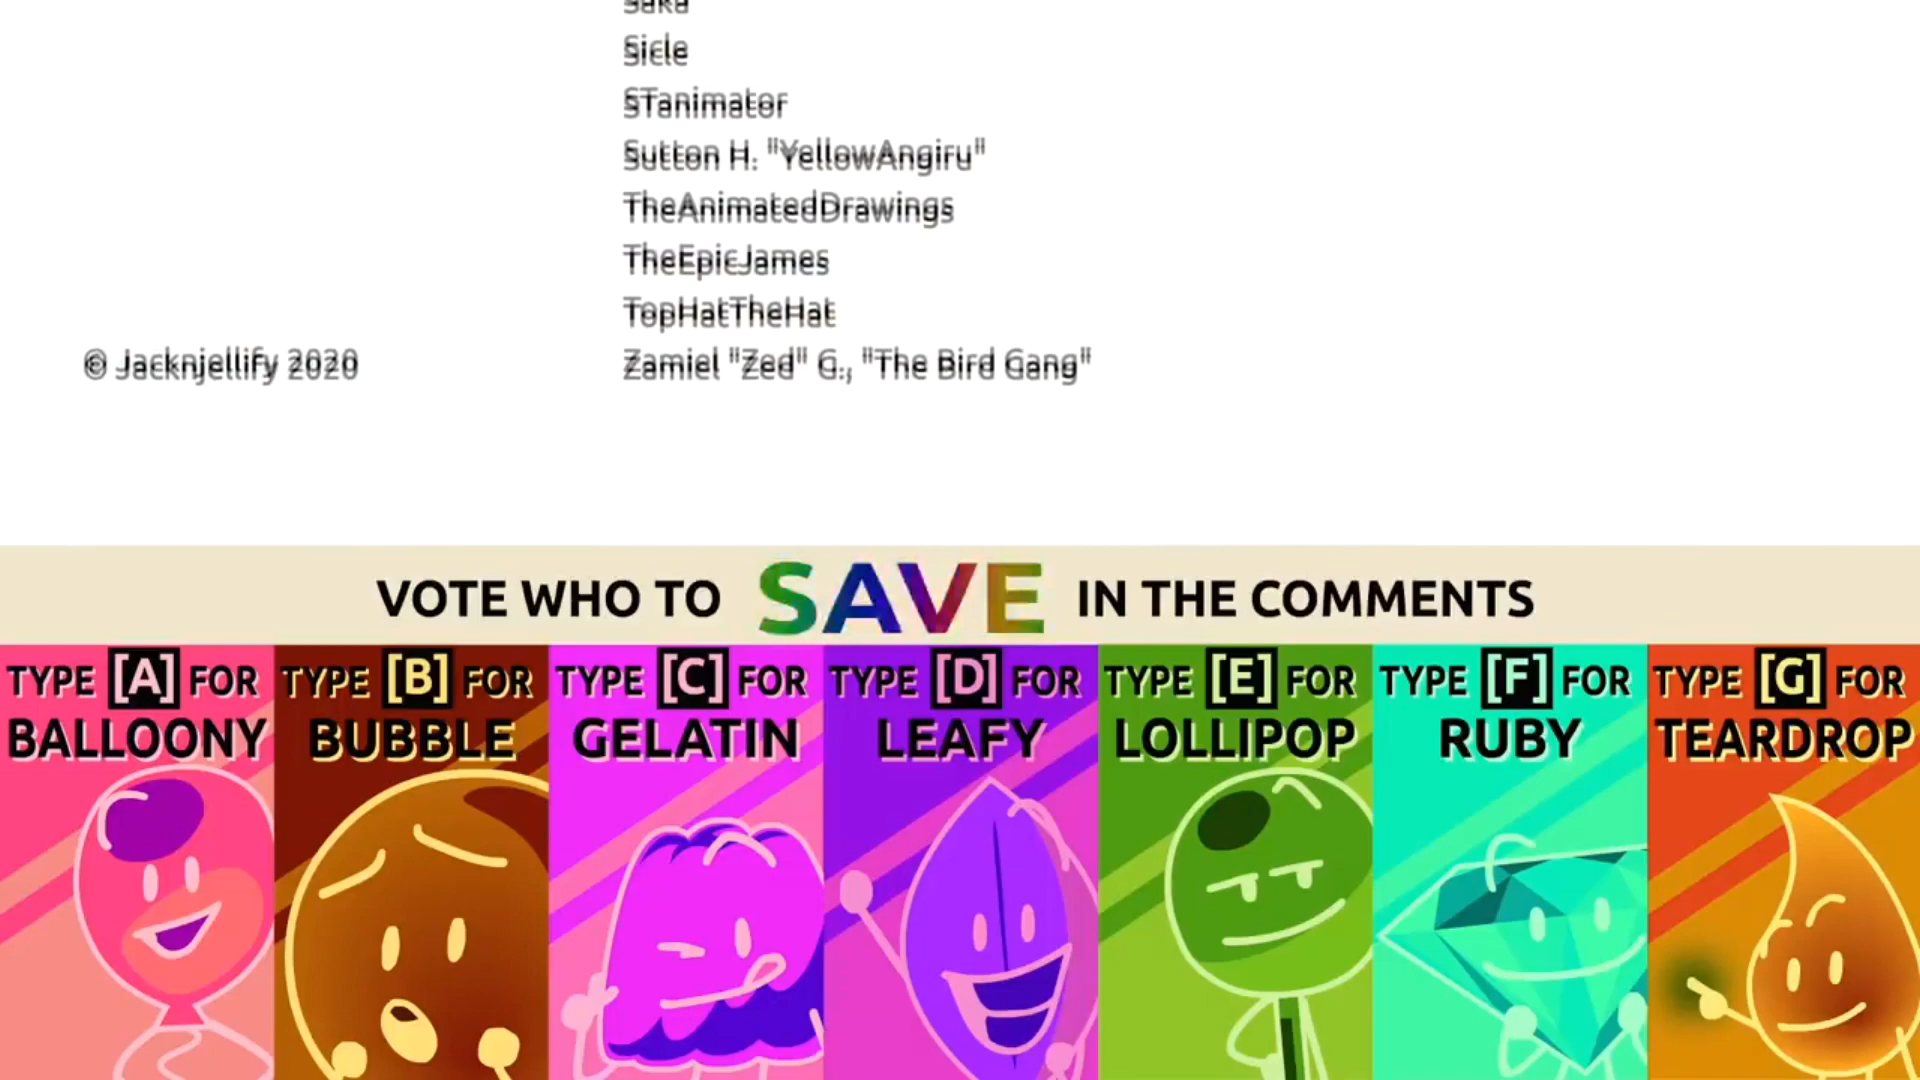 Saka
Sicle
STanimator
Sutton H. "YellowAngiru"
TheAnimatedDrawings
TheEpicJames
TopHatTheHat
© Jacknjellify 2020
Zamiel "Zed" G., "The Bird Gang"
VOTE WHO TO SAVE IN THE COMMENTS
TYPE [A] FOR
BALLOONY
TYPE [B] FOR
BUBBLE
TYPE [C] FOR
GELATIN
TYPE [D] FOR
LEAFY
TYPE [E] FOR
LOLLIPOP
TYPE [F] FOR
RUBY
TYPE [G] FOR
TEARDROP